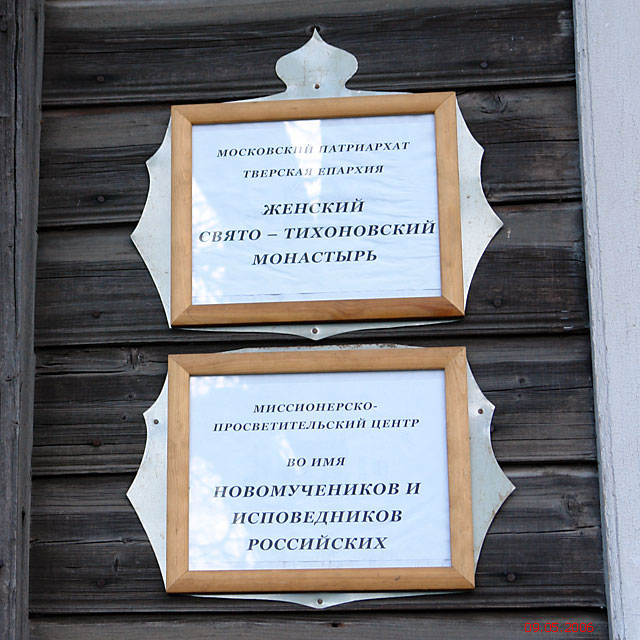 МОСКОВСКИЙ ПАТРИАРХАТ
ТВЕРСКАЯ ЕПАРХИЯ
ЖЕНСКИЙ
СВЯТО – ТИХОНОВСКИЙ
МОНАСТЫРЬ
МИССИОНЕРСКО-
ПРОСВЕТИТЕЛЬСКИЙ ЦЕНТР
ВО ИМЯ
НОВОМУЧЕНИКОВ И
ИСПОВЕДНИКОВ
РОССИЙСКИХ